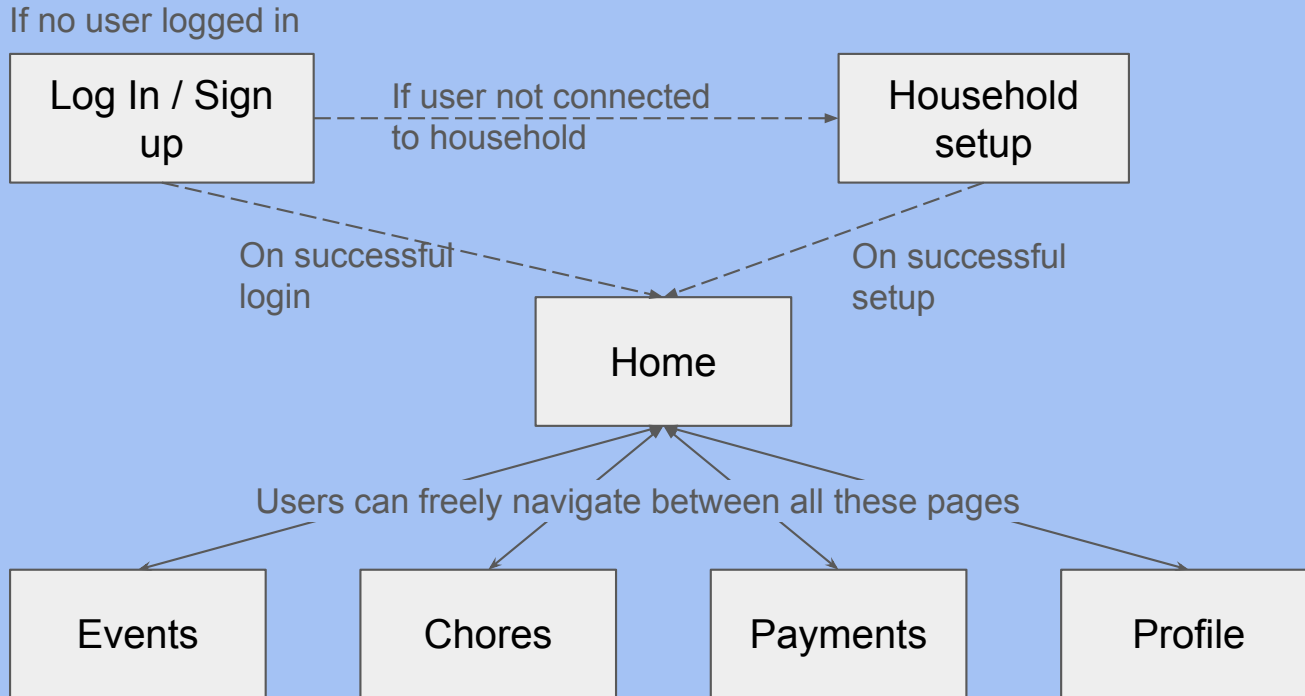 If no user logged in
Log In / Sign
up
If user not connected
to household
Household
setup
On successful
login
On successful
setup
Home
Users can freely navigate between all these pages
Events
Chores
Payments
Profile